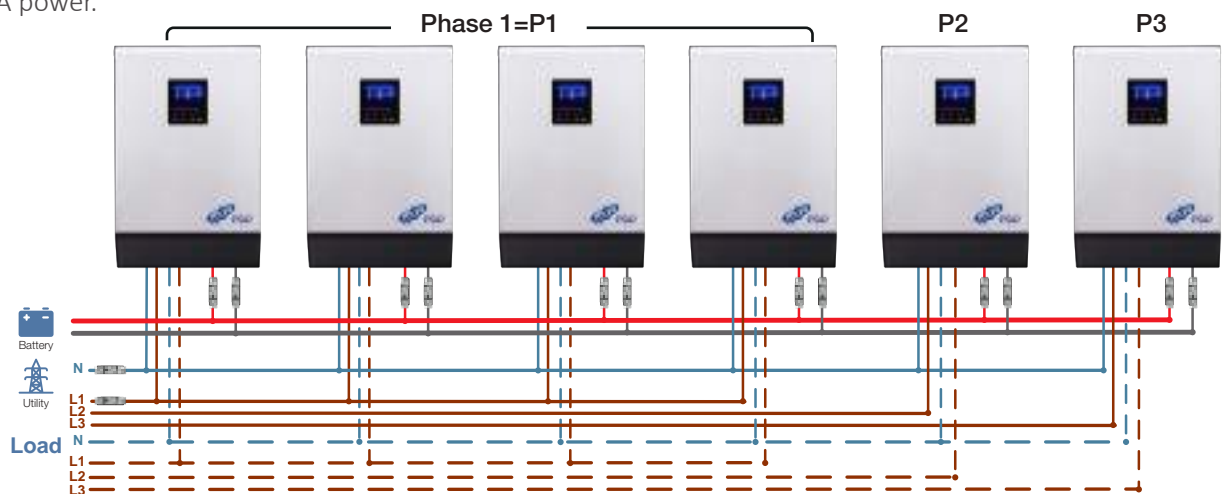 A power.
Phase 1=P1 P2 P3
Battery
N
Utility
L1
L2
L3
Load N
L1
L2
L3